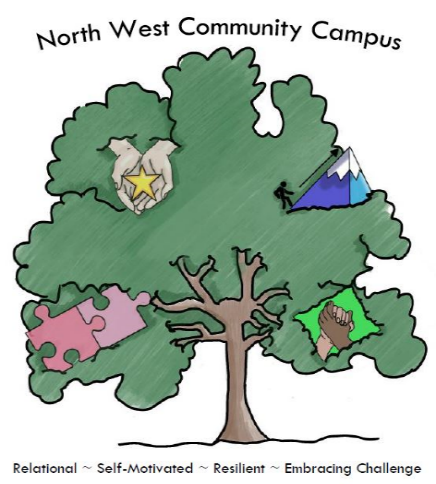 North West Community Campus
Relational ~ Self-Motivated ~ Resilient ~ Embracing Challenge